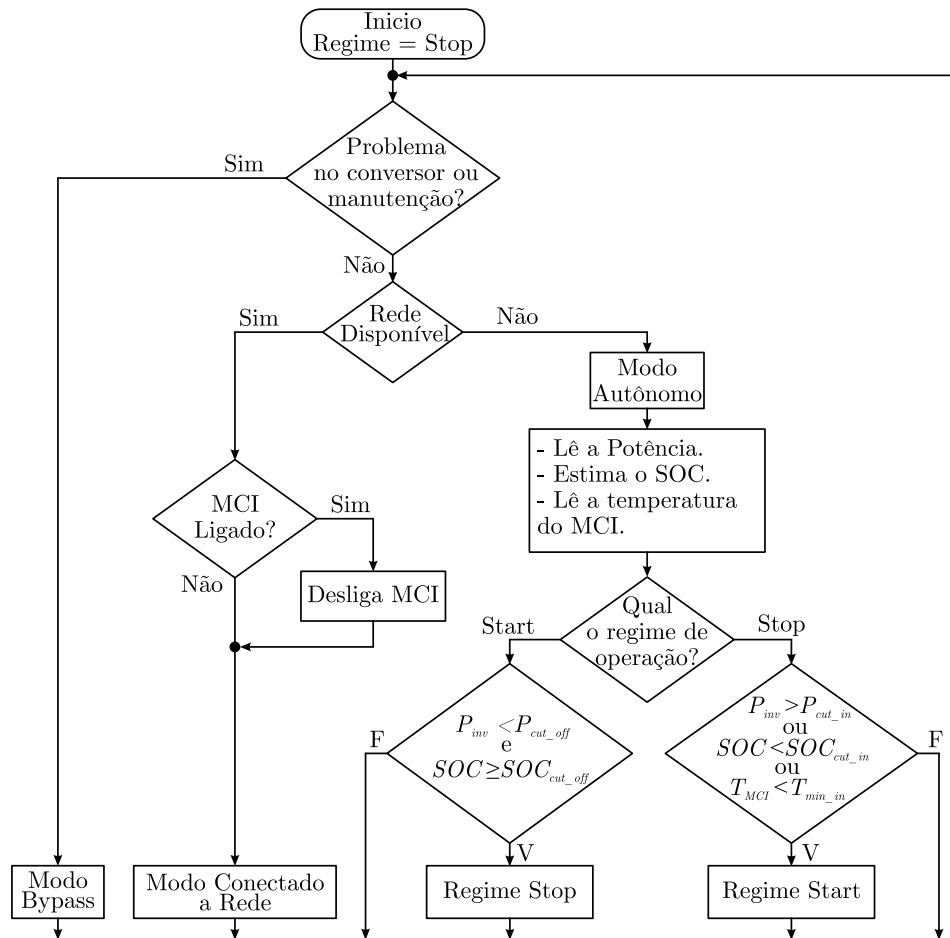 Inicio
Regime = Stop
Problema
no conversor ou
manutenção?
Sim
Não
Rede
Disponível
Sim
Não
Modo
Autônomo
- Lê a Potência.
- Estima o SOC.
- Lê a temperatura
do MCI.
MCI
Ligado?
Sim
Não
Desliga MCI
Qual
o regime de
operação?
Start
Stop
P_inv <P_cut_off
e
SOC≥SOC_cut_off
F
V
P_inv >P_cut_in
ou
SOC<SOC_cut_in
ou
T_MCI <T_min_in
F
V
Modo
Bypass
Modo Conectado
a Rede
Regime Stop
Regime Start